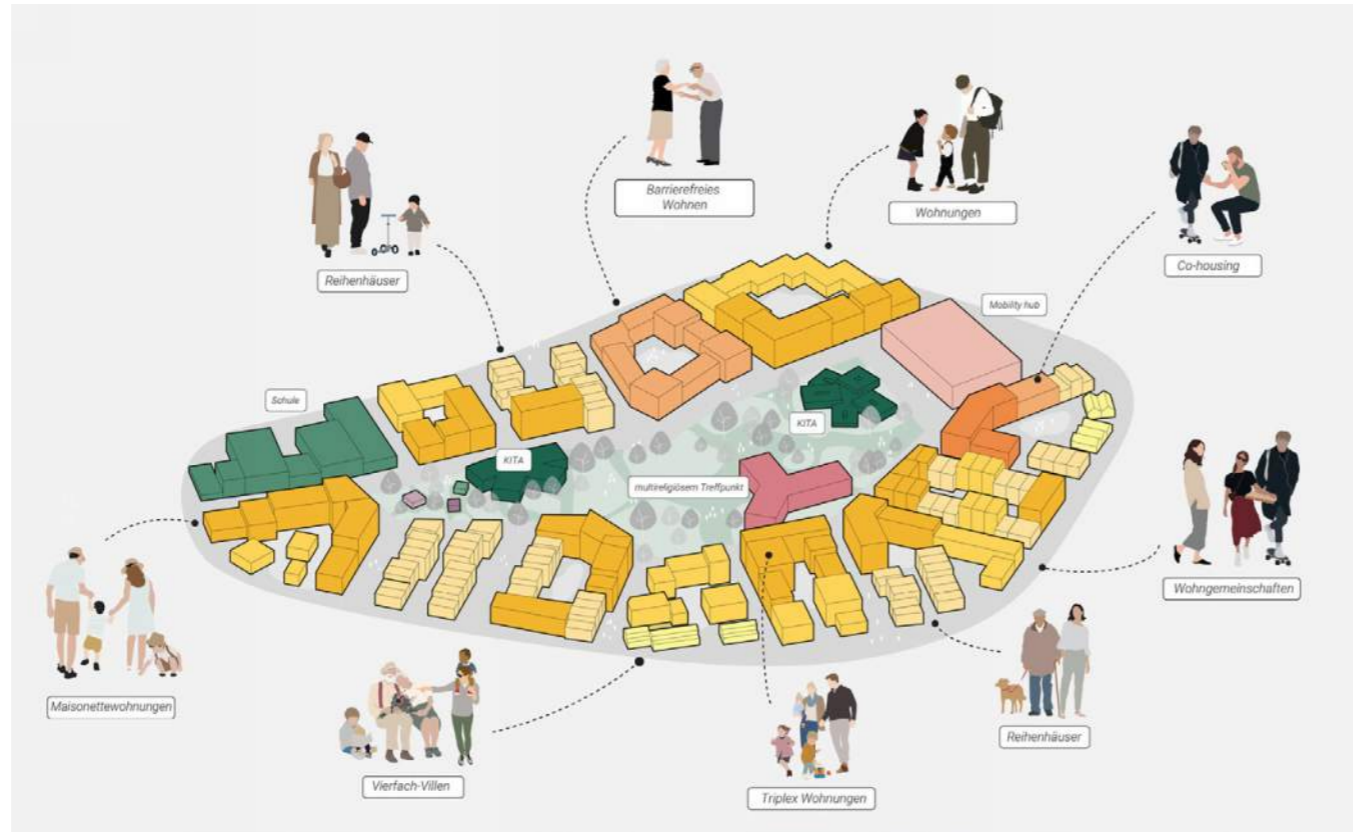 Barrierefreies
Wohnen
Wohnungen
Co-housing
Reihenhäuser
Mobility hub
Schule
KITA
KITA
multireligiösem Treffpunkt
Wohngemeinschaften
Maisonettewohnungen
Reihenhäuser
Vierfach-Villen
Triplex Wohnungen